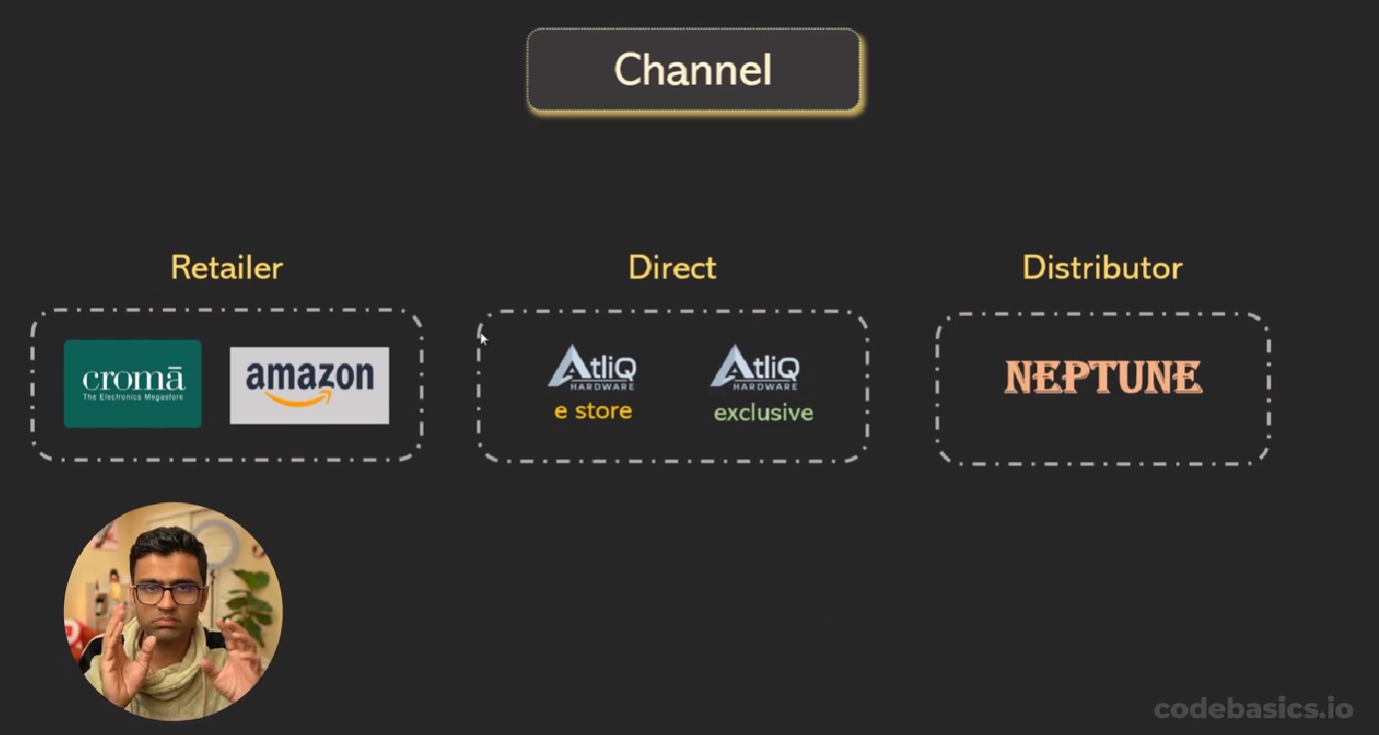 Channel
Retailer
Direct
Distributor
cromā
The Electronics Megastore
amazon
AtliQ
HARDWARE
e store
AtliQ
HARDWARE
exclusive
NEPTUNE
codebasics.io